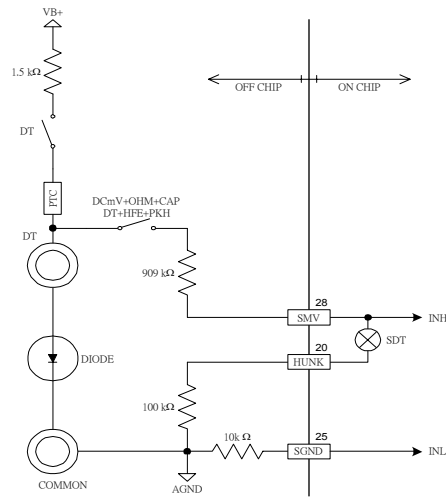 VB+
1.5 kΩ
OFF CHIP
ON CHIP
DT
PTC
DCmV+OHM+CAP
DT+HFE+PKH
DT
909 kΩ
28
SMV
INH
SDT
20
HUNK
DIODE
100 kΩ
10k Ω
25
SGND
INL
COMMON
AGND